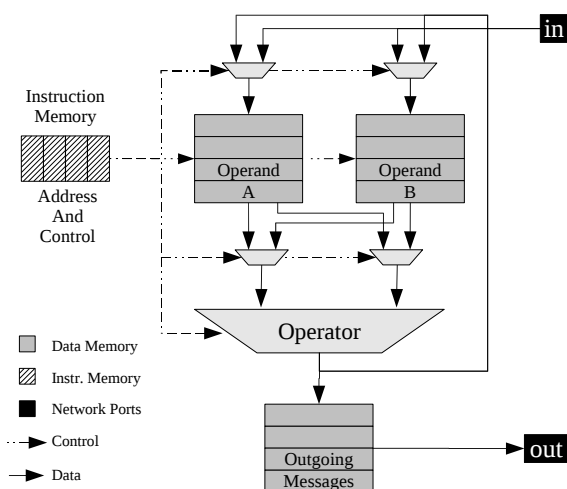 in
Instruction
Memory
Operand
A
Operand
B
Address
And
Control
Operator
Data Memory
Instr. Memory
Network Ports
Control
Data
Outgoing
Messages
out